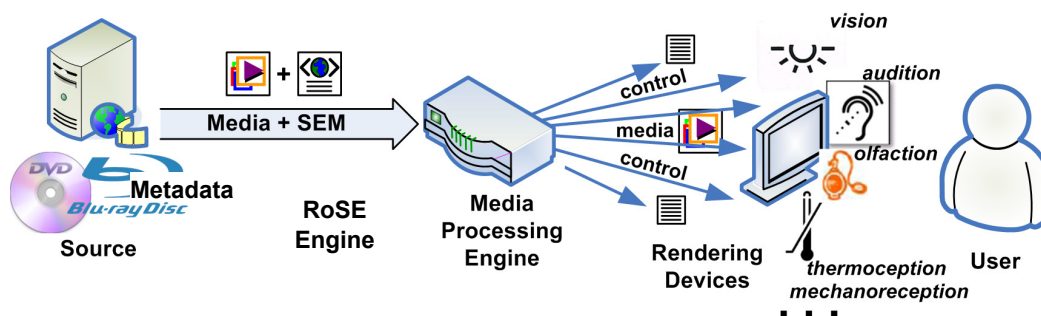 vision
audition
control
Media + SEM
media
olfaction
control
DVD
Metadata
Blu-ray Disc
Source
RoSE
Engine
Media
Processing
Engine
Rendering
Devices
thermoception
mechanoreception
User